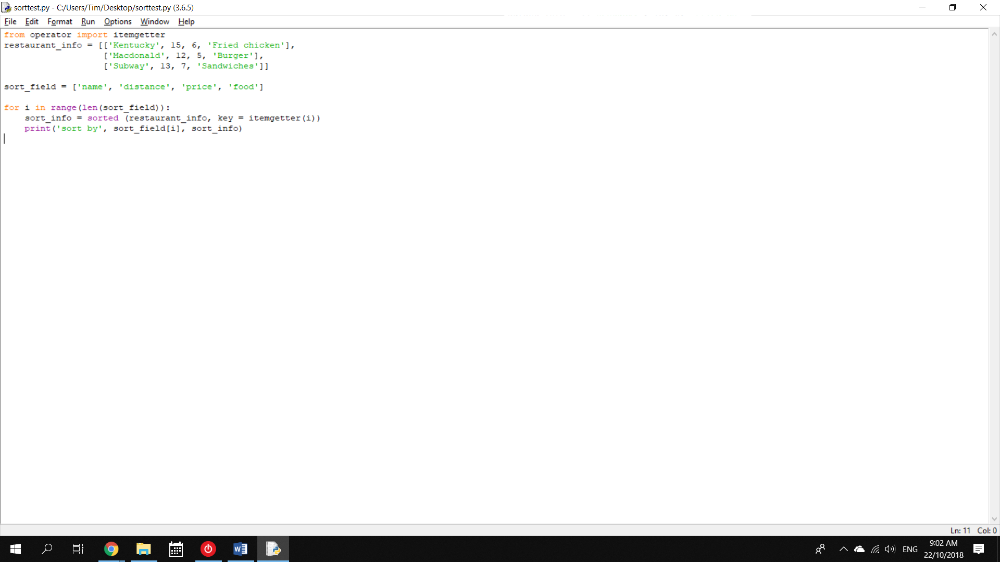 sorttest.py - C:/Users/Tim/Desktop/sorttest.py (3.6.5)
File Edit Format Run Options Window Help
from operator import itemgetter
restaurant_info = [['Kentucky', 15, 6, 'Fried chicken'],
                   ['Macdonald', 12, 5, 'Burger'],
                   ['Subway', 13, 7, 'Sandwiches']]
sort_field = ['name', 'distance', 'price', 'food']
for i in range(len(sort_field)):
    sort_info = sorted (restaurant_info, key = itemgetter(i))
    print('sort by', sort_field[i], sort_info)
Ln: 11 Col: 0
ENG
9:02 AM
22/10/2018